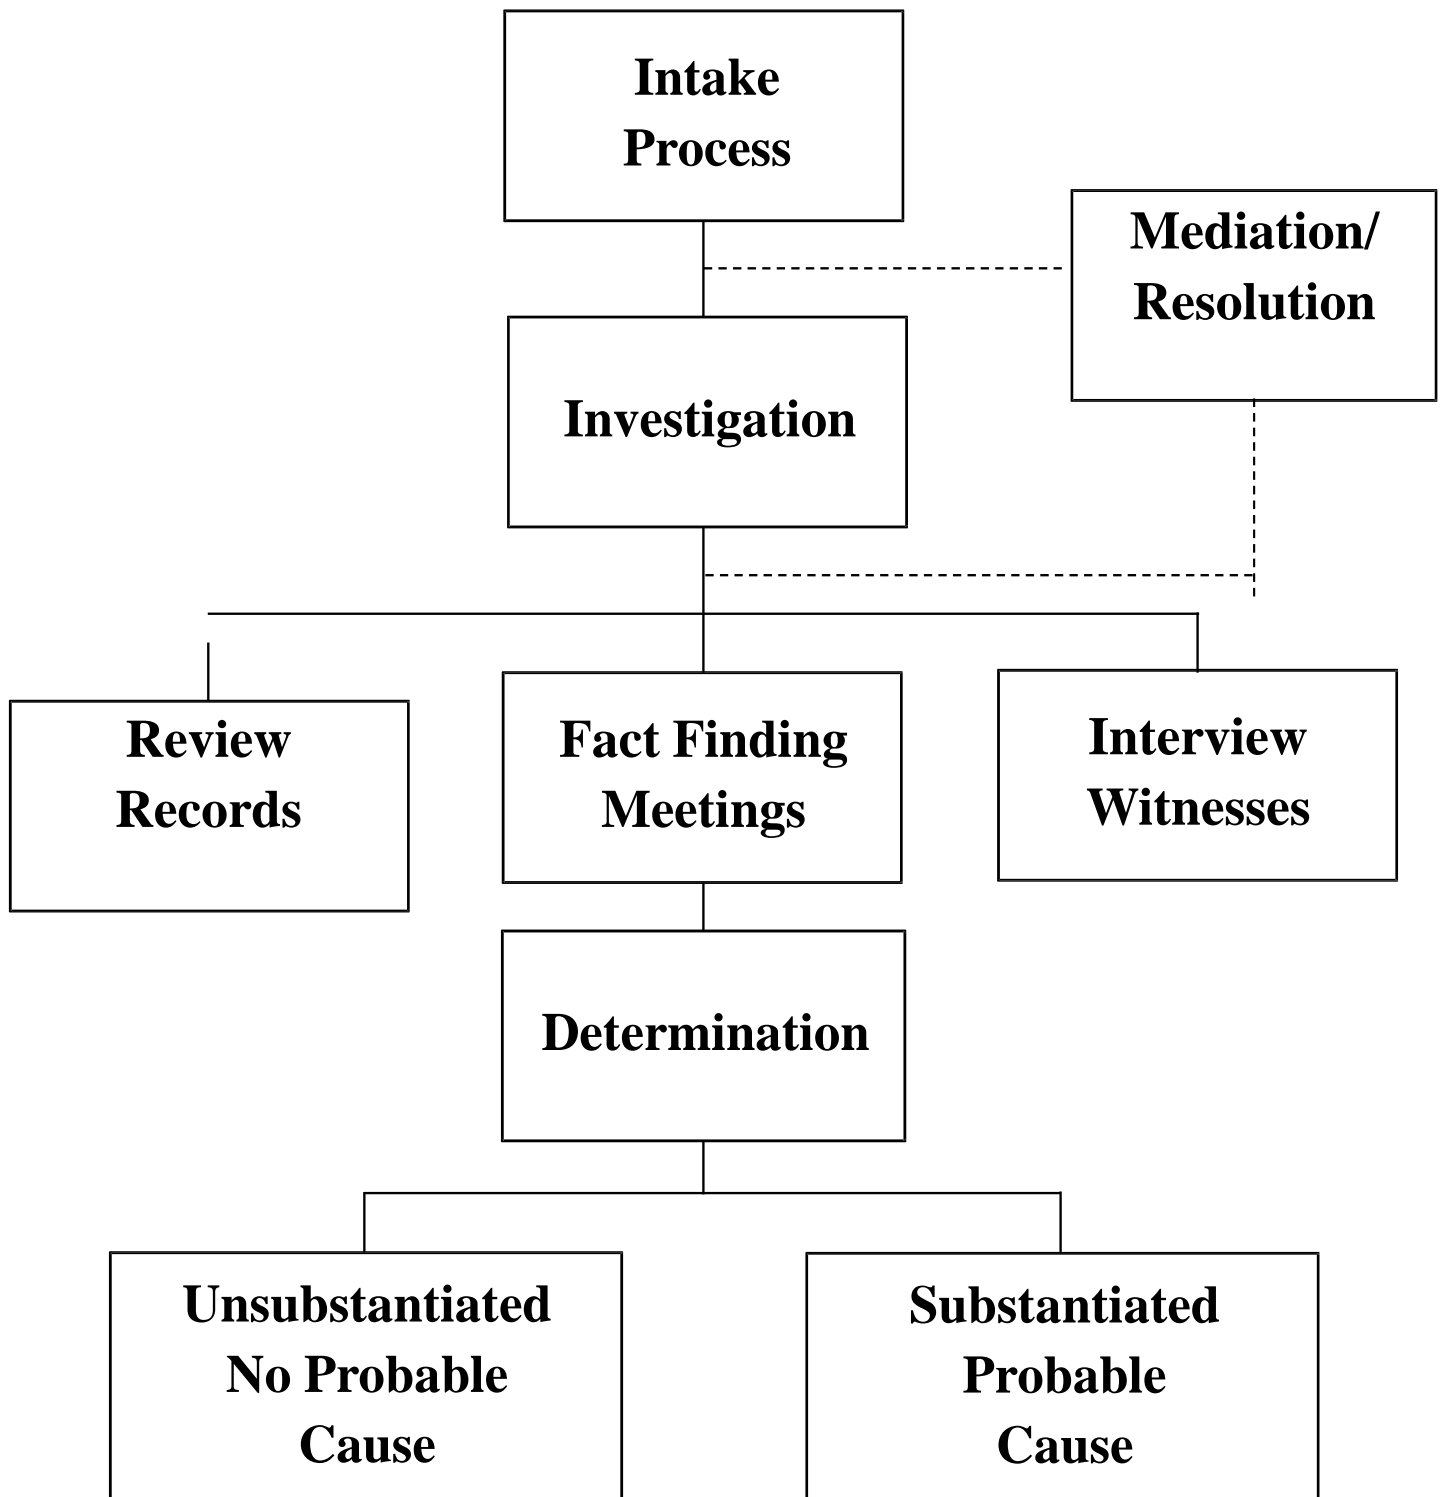 Intake
Process
Mediation/
Resolution
Investigation
Review
Records
Fact Finding
Meetings
Interview
Witnesses
Determination
Unsubstantiated
No Probable
Cause
Substantiated
Probable
Cause